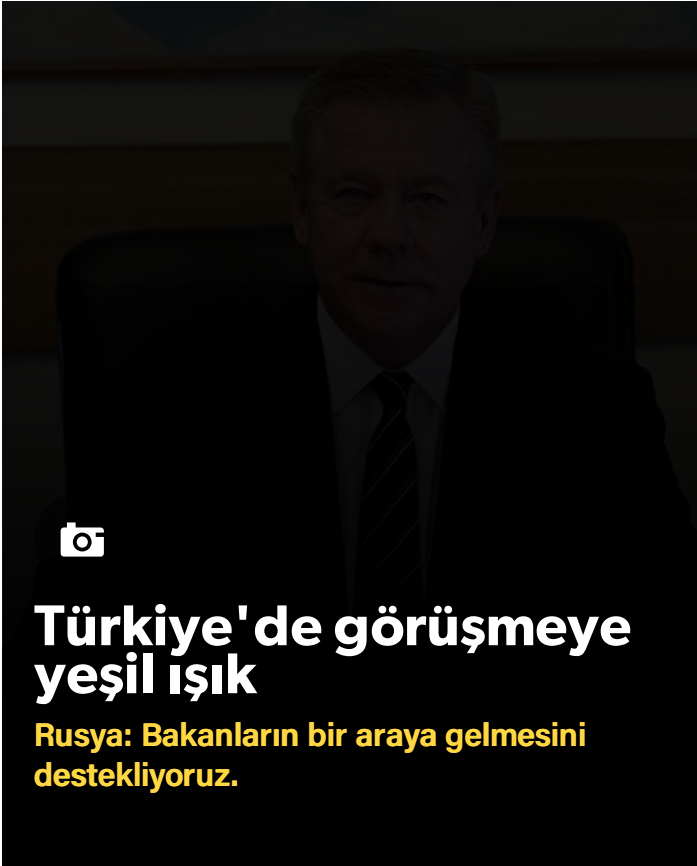 Türkiye'de görüşmeye
yeşil ışık
Rusya: Bakanların bir araya gelmesini
destekliyoruz.